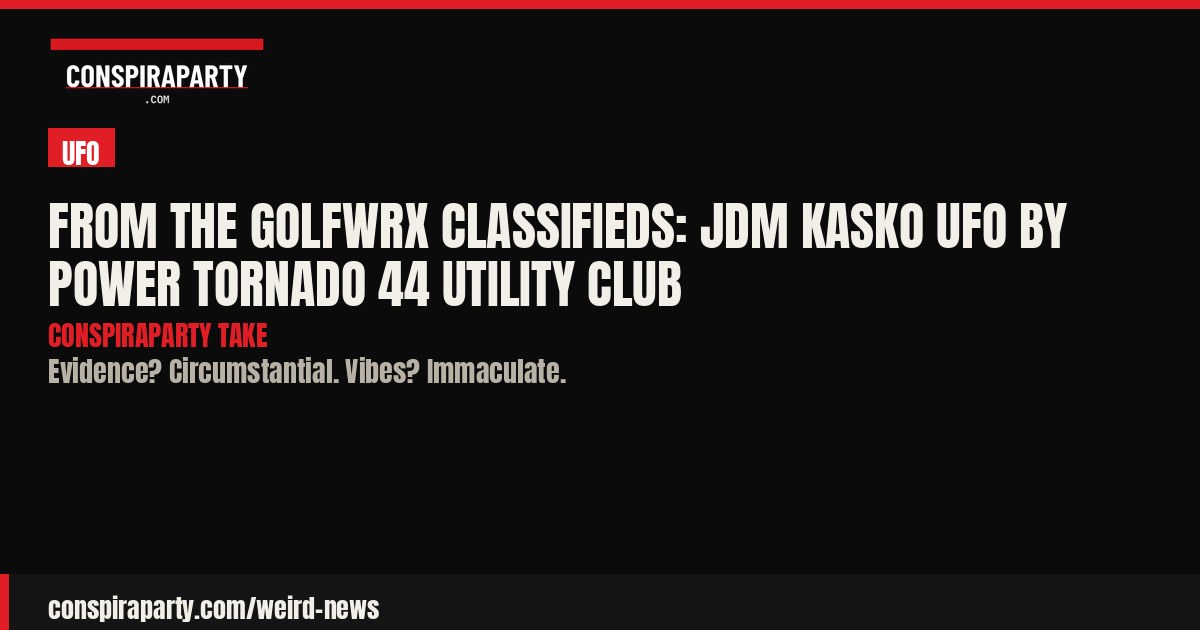 CONSPIRAPARTY
.COM
UFO
FROM THE GOLFWRX CLASSIFIEDS: JDM KASKO UFO BY
POWER TORNADO 44 UTILITY CLUB
CONSPIRAPARTY TAKE
Evidence? Circumstantial. Vibes? Immaculate.
conspiraparty.com/weird-news